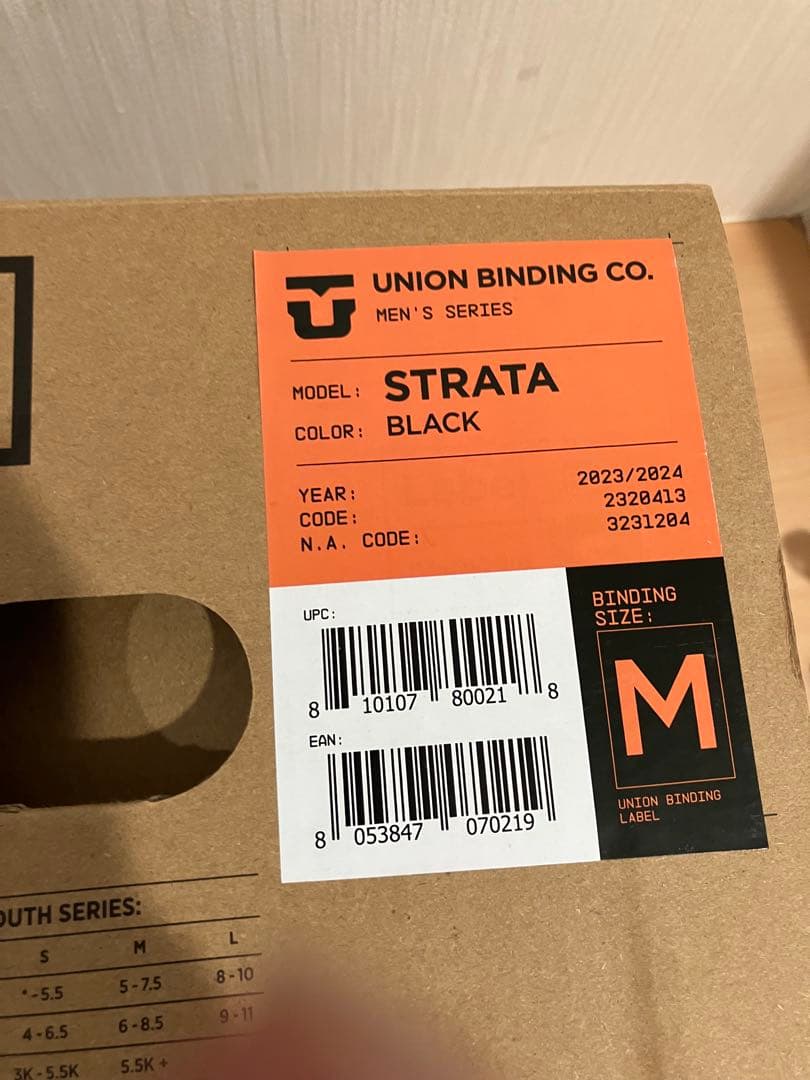 UNION BINDING CO.
MEN'S SERIES
MODEL: STRATA
COLOR: BLACK
YEAR: 2023/2024
CODE: 2320413
N.A. CODE: 3231204
UPC:
8 10107 80021 8
EAN:
8 053847 070219
BINDING
SIZE:
M
UNION BINDING
LABEL
OUTH SERIES:
S M L
-5.5 5-7.5 8-10
4-6.5 6-8.5 9-11
3K-5.5K 5.5K+